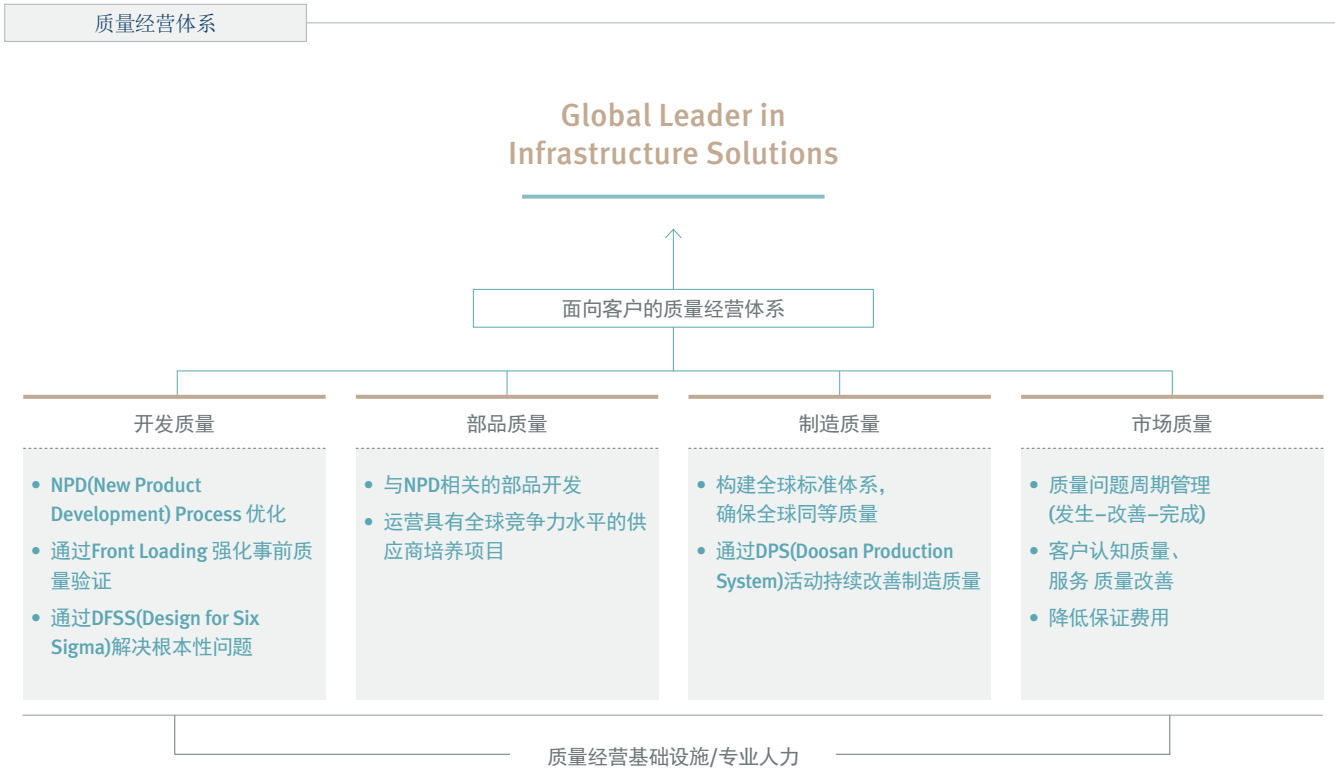 质量经营体系
Global Leader in
Infrastructure Solutions
面向客户的质量经营体系
开发质量
• NPD(New Product
Development) Process 优化
• 通过Front Loading 强化事前质
量验证
• 通过DFSS(Design for Six
Sigma)解决根本性问题
部品质量
• 与NPD相关的部品开发
• 运营具有全球竞争力水平的供
应商培养项目
制造质量
• 构建全球标准体系，
确保全球同等质量
• 通过DPS(Doosan Production
System)活动持续改善制造质量
市场质量
• 质量问题周期管理
(发生–改善–完成)
• 客户认知质量、
服务 质量改善
• 降低保证费用
质量经营基础设施/专业人力